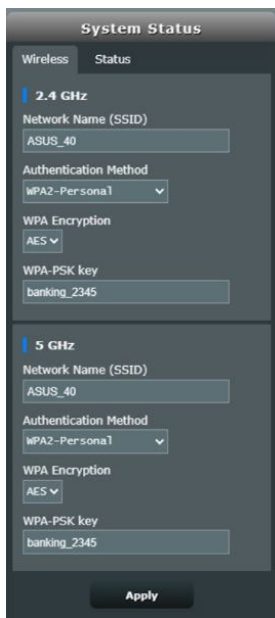 System Status
Wireless Status
2.4 GHz
Network Name (SSID)
ASUS_40
Authentication Method
WPA2-Personal
WPA Encryption
AES
WPA-PSK key
banking_2345
5 GHz
Network Name (SSID)
ASUS_40
Authentication Method
WPA2-Personal
WPA Encryption
AES
WPA-PSK key
banking_2345
Apply